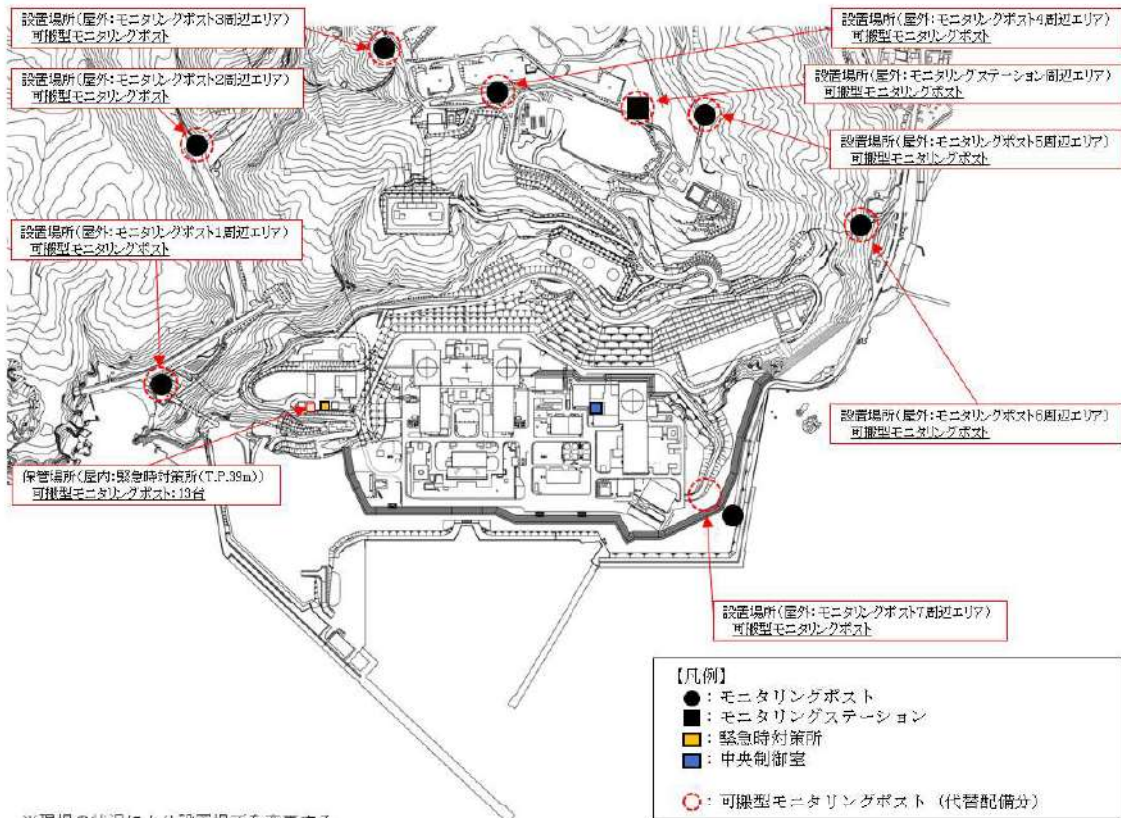 設置場所(屋外:モニタリングポスト3周辺エリア)
可搬型モニタリングポスト
設置場所(屋外:モニタリングポスト4周辺エリア)
可搬型モニタリングポスト
設置場所(屋外:モニタリングポスト2周辺エリア)
可搬型モニタリングポスト
設置場所(屋外:モニタリングステーション周辺エリア)
可搬型モニタリングポスト
設置場所(屋外:モニタリングポスト5周辺エリア)
可搬型モニタリングポスト
設置場所(屋外:モニタリングポスト1周辺エリア)
可搬型モニタリングポスト
設置場所(屋外:モニタリングポスト6周辺エリア)
可搬型モニタリングポスト
保管場所(屋内:緊急時対策所(T.P.39m))
可搬型モニタリングポスト:13台
設置場所(屋外:モニタリングポスト7周辺エリア)
可搬型モニタリングポスト
【凡例】
●:モニタリングポスト
■:モニタリングステーション
:緊急時対策所
:中央制御室
:可搬型モニタリングポスト(代替配備分)